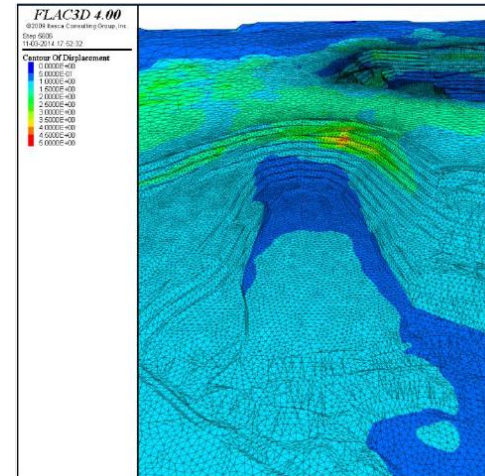 FLAC3D 4.00
©2009 Itasca Consulting Group, Inc.
Step 6606
11-03-2014 17:52:32
Contour Of Displacement
0.0000E+00
5.0000E-01
1.0000E+00
1.5000E+00
2.0000E+00
2.5000E+00
3.0000E+00
3.5000E+00
4.0000E+00
4.5000E+00
5.0000E+00